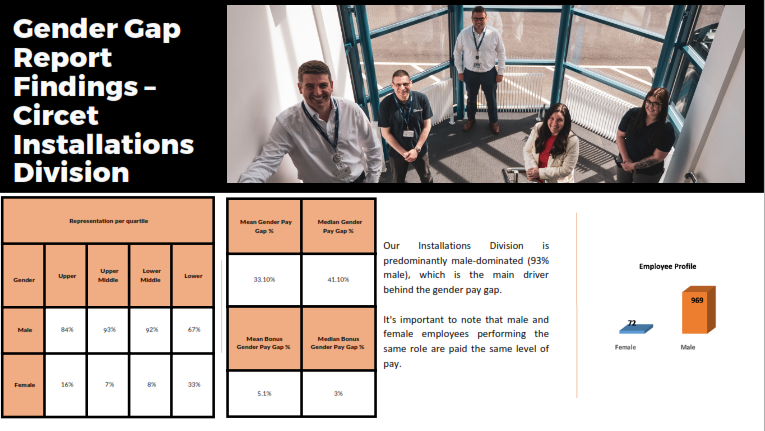 Gender Gap
Report
Findings –
Circet
Installations
Division
Representation per quartile
Gender
Upper
Upper
Middle
Lower
Middle
Lower
Male
84%
93%
92%
67%
Female
16%
7%
8%
33%
Mean Gender Pay
Gap %
Median Gender
Pay Gap %
33.10%
41.10%
Mean Bonus
Gender Pay Gap %
Median Bonus
Gender Pay Gap %
5.1%
3%
Our Installations Division is
predominantly male-dominated (93%
male), which is the main driver
behind the gender pay gap.
It's important to note that male and
female employees performing the
same role are paid the same level of
pay.
Employee Profile
72
969
Female
Male